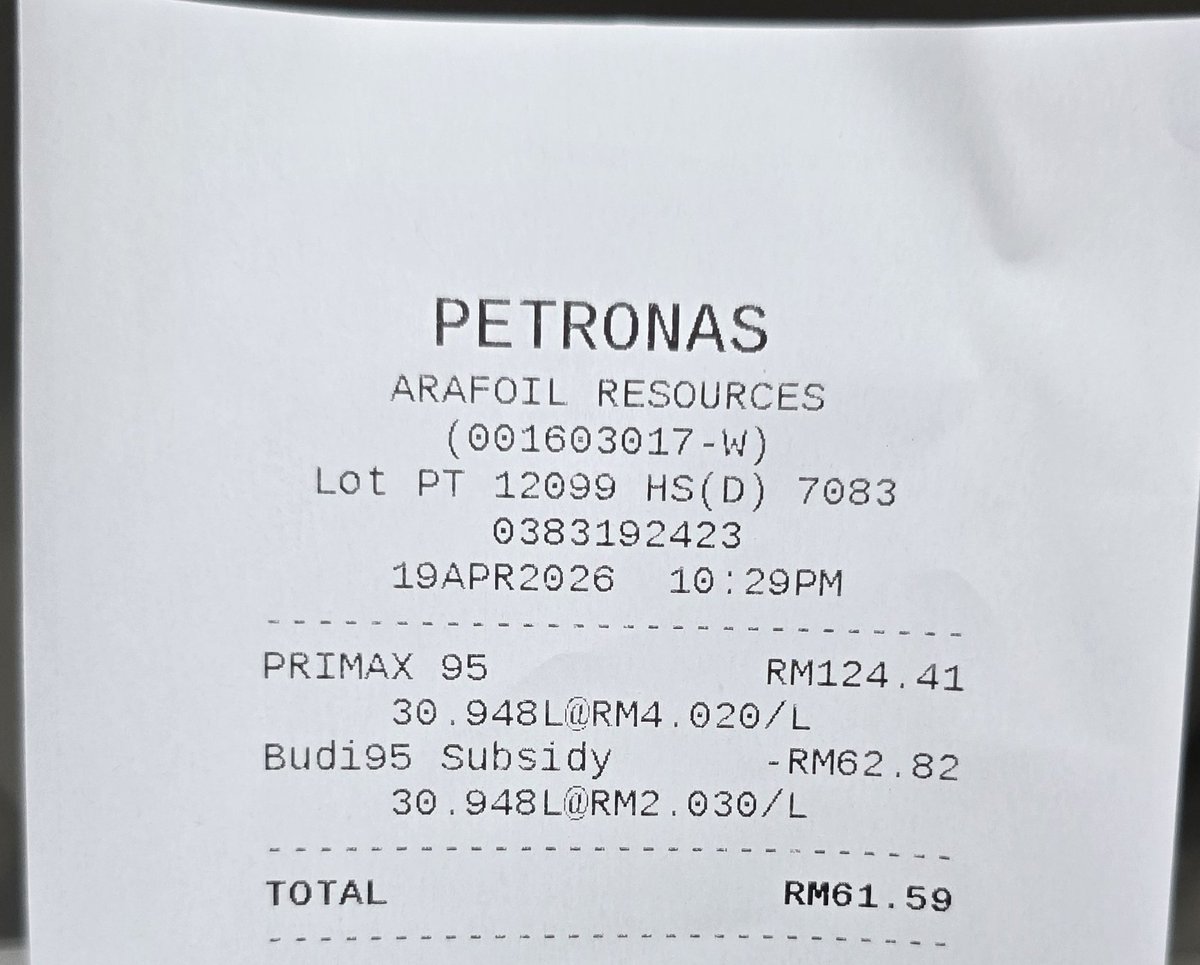 PETRONAS
ARAFOIL RESOURCES
(001603017-W)
Lot PT 12099 HS(D) 7083
0383192423
19APR2026 10:29PM
--------------------------
PRIMAX 95 RM124.41
30.948L@RM4.020/L
Budi95 Subsidy -RM62.82
30.948L@RM2.030/L
--------------------------
TOTAL RM61.59
--------------------------